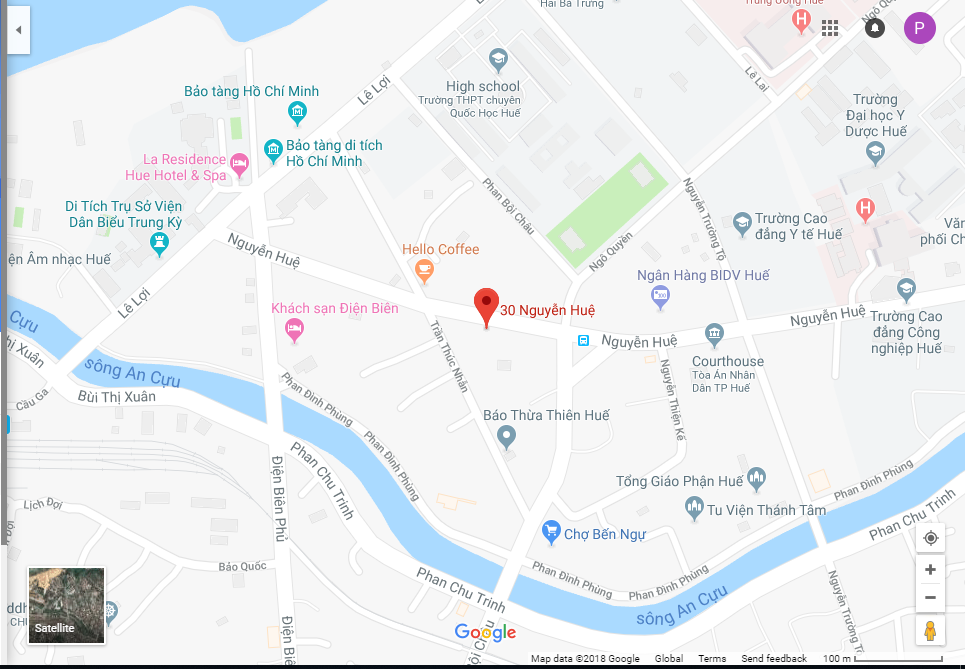 Hai Bà Trưng
Trung Ương Huế
Ngô Quyền
P
Lê Lợi
Lê Lai
High school
Trường THPT chuyên
Quốc Học Huế
Bảo tàng Hồ Chí Minh
Trường
Đại học Y
Dược Huế
Bảo tàng di tích
Hồ Chí Minh
La Residence
Hue Hotel & Spa
Phan Bội Châu
Nguyễn Trường Tộ
Di Tích Trụ Sở Viện
Dân Biểu Trung Kỳ
Trường Cao
đẳng Y tế Huế
Văn
phối Ch
ện Âm nhạc Huế
Nguyễn Huệ
Hello Coffee
Ngô Quyền
Ngân Hàng BIDV Huế
Lê Lợi
Khách sạn Điện Biên
30 Nguyễn Huệ
Nguyễn Huệ
Nguyễn Huệ
Trường Cao
đẳng Công
nghiệp Huế
Cựu
hị Xuân
Trần Thúc Nhẫn
Courthouse
Tòa Án Nhân
Dân TP Huế
sông An Cựu
Bùi Thị Xuân
Cầu Ga
Phan Đình Phùng
Nguyễn Thiện Kế
Báo Thừa Thiên Huế
Phan Đình Phùng
Phan Chu Trinh
Điện Biên Phủ
Tổng Giáo Phận Huế
Phan Đình Phùng
Tu Viện Thánh Tâm
Phan Chu Trinh
Lịch Đợi
Chợ Bến Ngự
Bảo Quốc
Phan Chu Trinh
Phan Đình Phùng
Phan Đình Phùng
sông An Cựu
Nguyễn Trường T
ddh
Điện Biên
Satellite
Google
Map data ©2018 Google Global Terms Send feedback 100 m